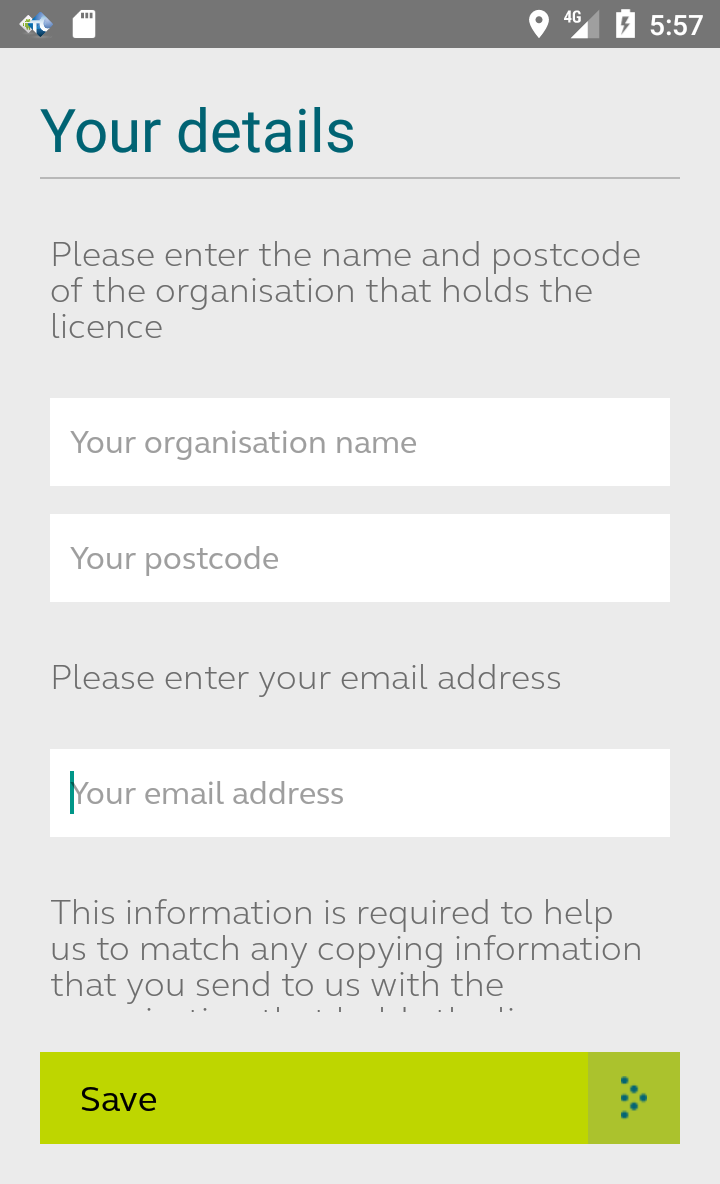 4G 5:57
Your details
Please enter the name and postcode
of the organisation that holds the
licence
Your organisation name
Your postcode
Please enter your email address
Your email address
This information is required to help
us to match any copying information
that you send to us with the
Save